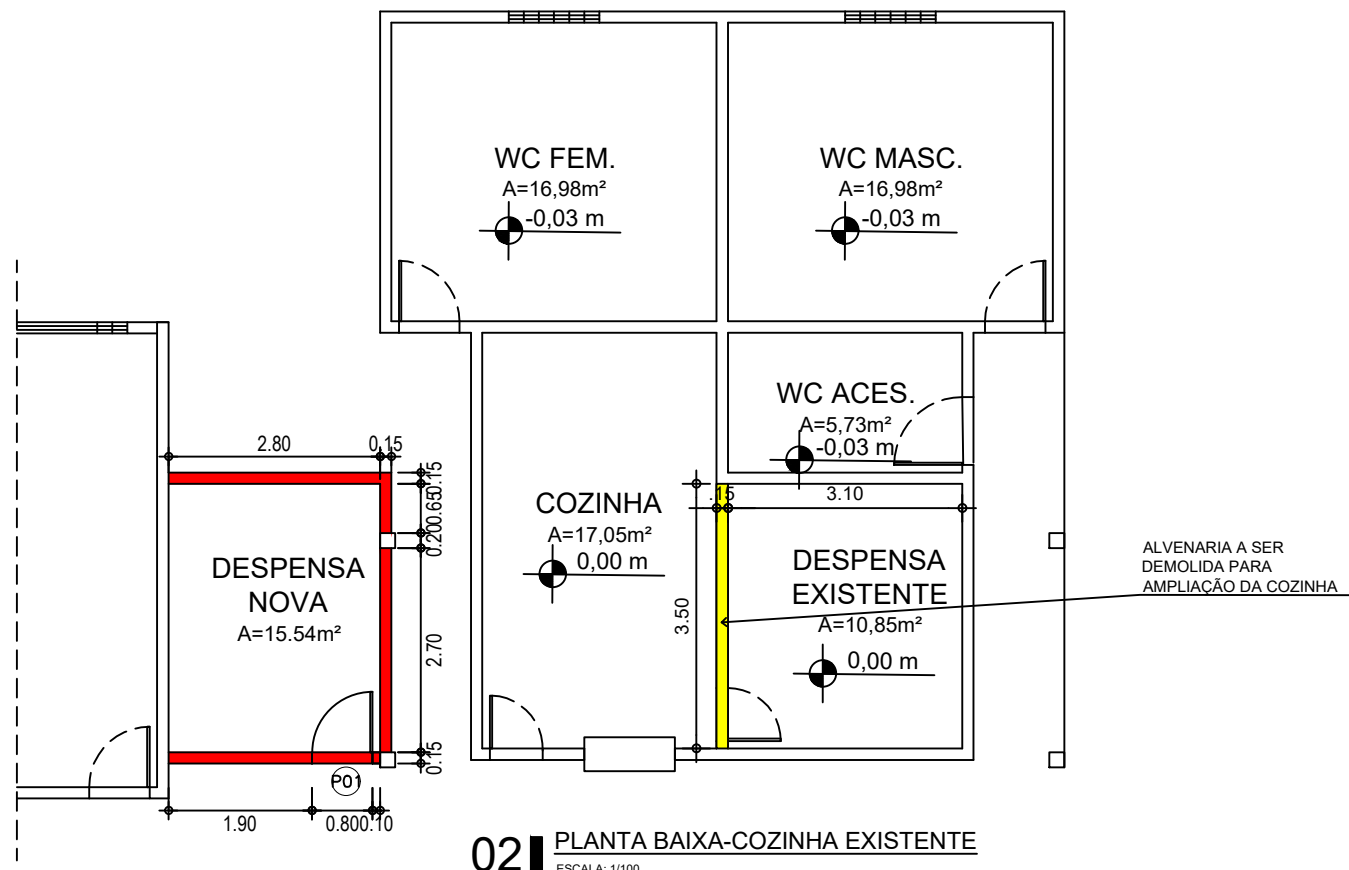 WC FEM.
A=16,98m²
-0,03 m
WC MASC.
A=16,98m²
-0,03 m
WC ACES.
A=5,73m²
-0,03 m
2.80
0.15
0.15
0.65
0.20
2.70
0.15
DESPENSA
NOVA
A=15.54m²
P01
1.90
0.80
0.10
COZINHA
A=17,05m²
0,00 m
.15
3.10
3.50
DESPENSA
EXISTENTE
A=10,85m²
0,00 m
ALVENARIA A SER
DEMOLIDA PARA
AMPLIAÇÃO DA COZINHA
02
PLANTA BAIXA-COZINHA EXISTENTE
ESCALA: 1/100